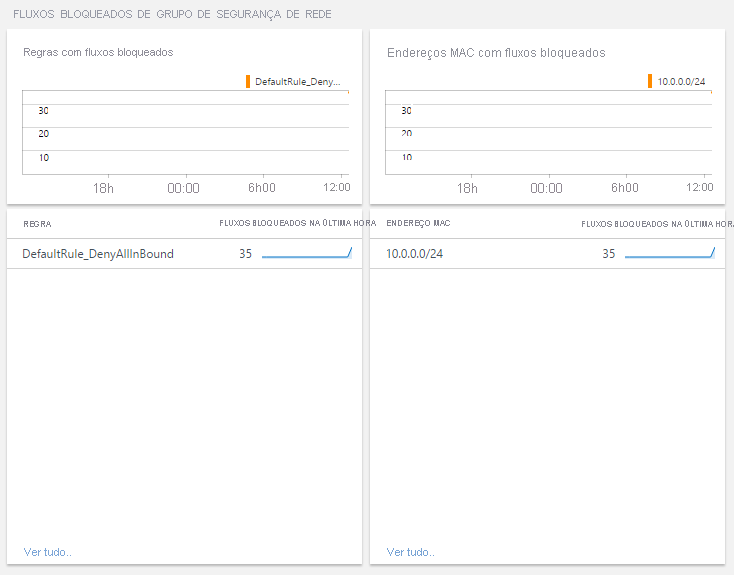 FLUXOS BLOQUEADOS DE GRUPO DE SEGURANÇA DE REDE
Regras com fluxos bloqueados
DefaultRule_Deny...
30
20
10
18h 00:00 6h00 12:00
REGRA FLUXOS BLOQUEADOS NA ÚLTIMA HORA
DefaultRule_DenyAllInBound 35
Ver tudo..
Endereços MAC com fluxos bloqueados
10.0.0.0/24
30
20
10
18h 00:00 6h00 12:00
ENDEREÇO MAC FLUXOS BLOQUEADOS NA ÚLTIMA HORA
10.0.0.0/24 35
Ver tudo..